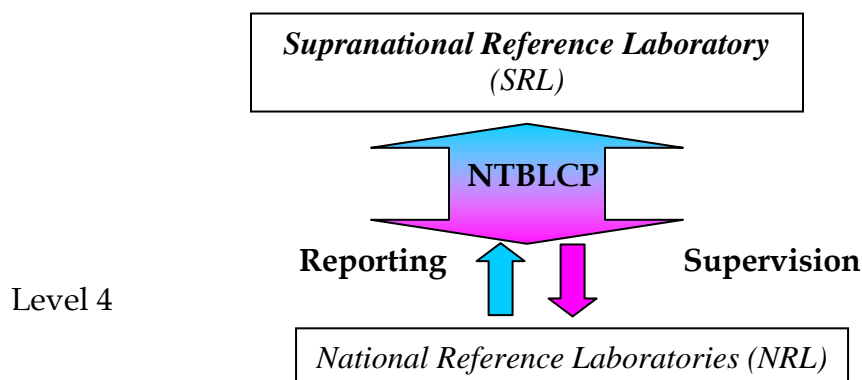 Supranational Reference Laboratory
(SRL)
NTBLCP
Reporting
Supervision
Level 4
National Reference Laboratories (NRL)